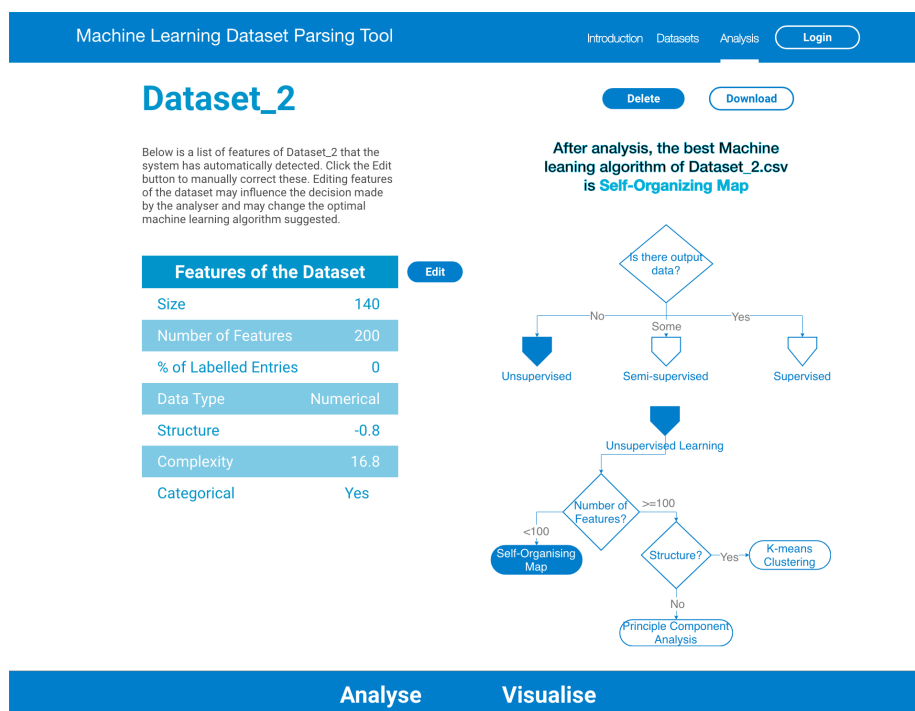 Machine Learning Dataset Parsing Tool
Introduction Datasets Analysis Login
Dataset_2
Delete Download
Below is a list of features of Dataset_2 that the
system has automatically detected. Click the Edit
button to manually correct these. Editing features
of the dataset may influence the decision made
by the analyser and may change the optimal
machine learning algorithm suggested.
After analysis, the best Machine
leaning algorithm of Dataset_2.csv
is Self-Organizing Map
Features of the Dataset
Edit
Size 140
Number of Features 200
% of Labelled Entries 0
Data Type Numerical
Structure -0.8
Complexity 16.8
Categorical Yes
Is there output
data?
No Some Yes
Unsupervised Semi-supervised Supervised
Unsupervised Learning
Number of
Features?
>=100
<100
Self-Organising
Map
Structure?
Yes
K-means
Clustering
No
Principle Component
Analysis
Analyse Visualise